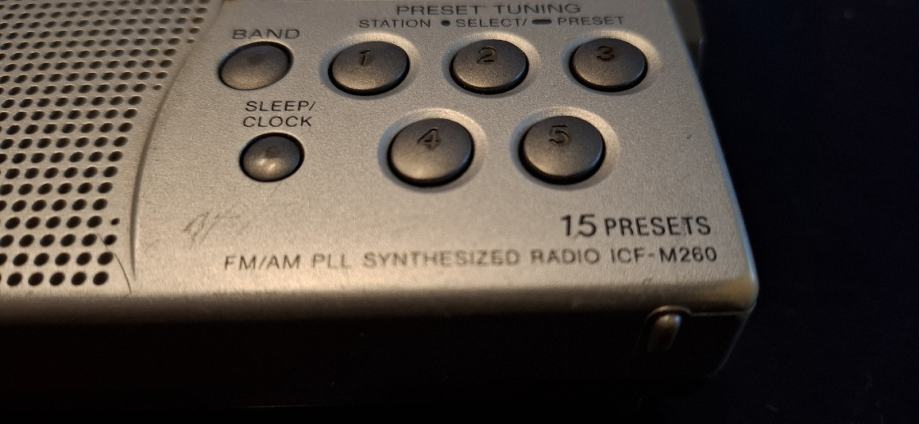 PRESET TUNING
STATION ● SELECT/ ▬ PRESET
BAND
1 2 3
SLEEP/
CLOCK
4 5
15 PRESETS
FM/AM PLL SYNTHESIZED RADIO ICF-M260